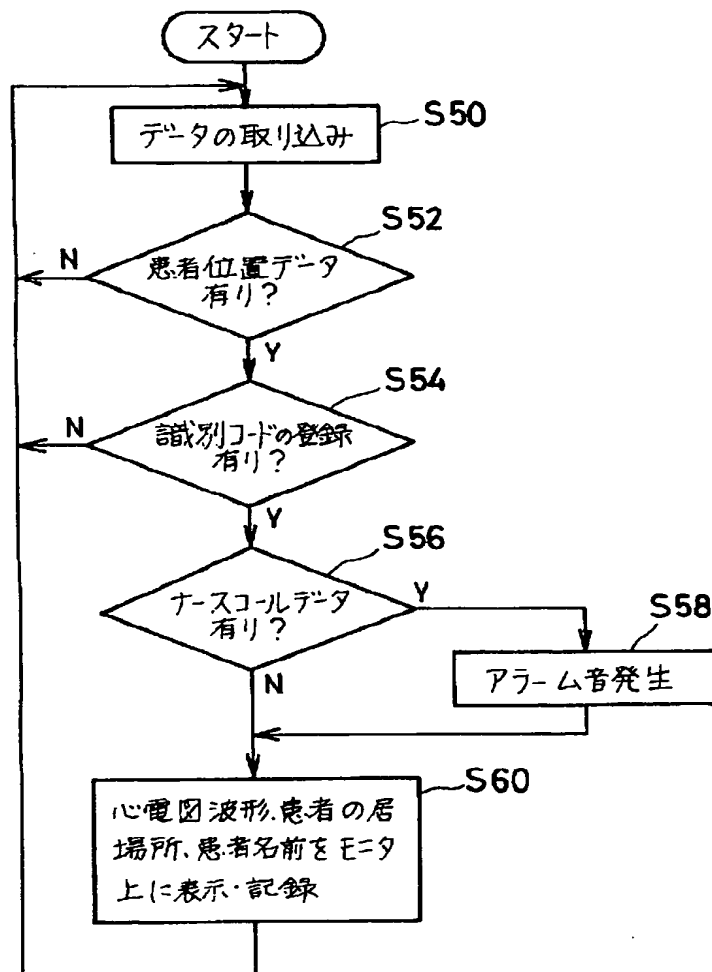 スタート
データの取り込み
S50
S52
患者位置データ
有り?
N
Y
S54
識別コードの登録
有り?
N
Y
S56
ナースコールデータ
有り?
Y
N
S58
アラーム音発生
S60
心電図波形、患者の居
場所、患者名前をモニタ
上に表示・記録